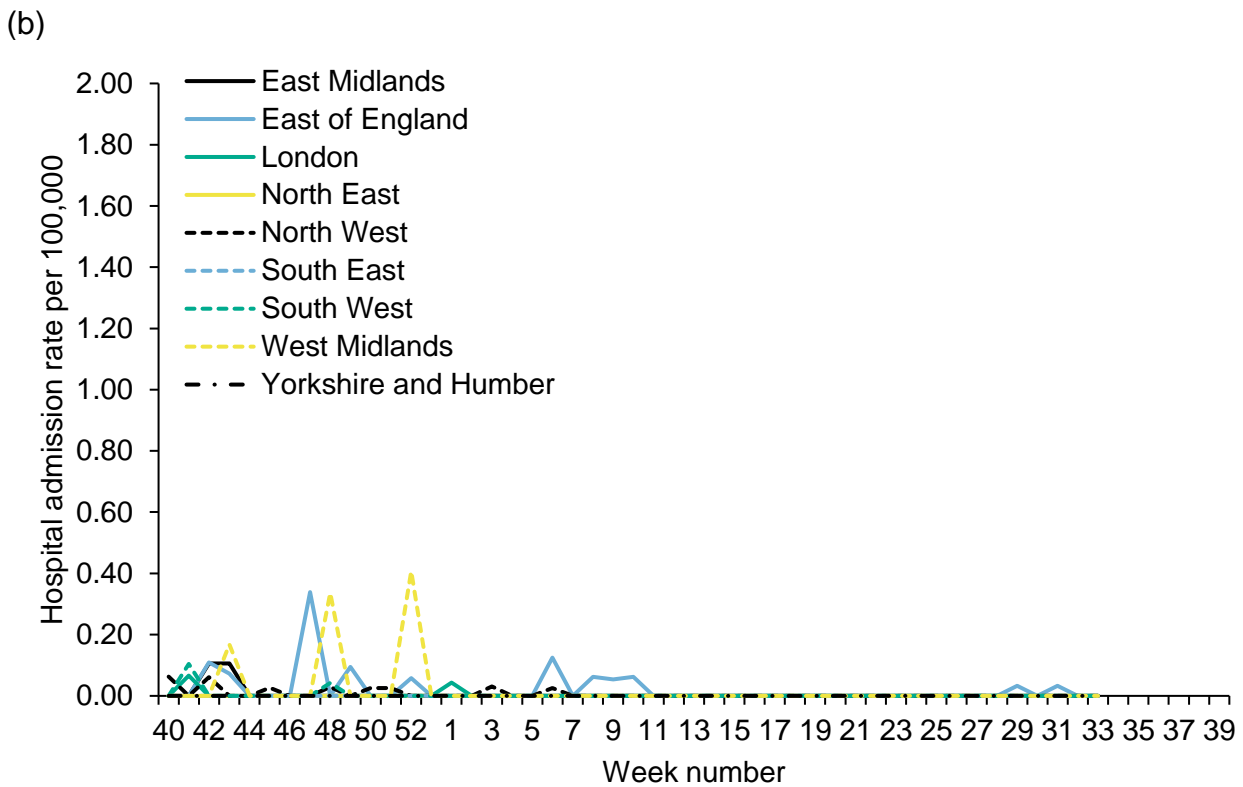 (b)
Hospital admission rate per 100,000
2.00
1.80
1.60
1.40
1.20
1.00
0.80
0.60
0.40
0.20
0.00
East Midlands
East of England
London
North East
North West
South East
South West
West Midlands
Yorkshire and Humber
40 42 44 46 48 50 52 1 3 5 7 9 11 13 15 17 19 21 23 25 27 29 31 33 35 37 39
Week number